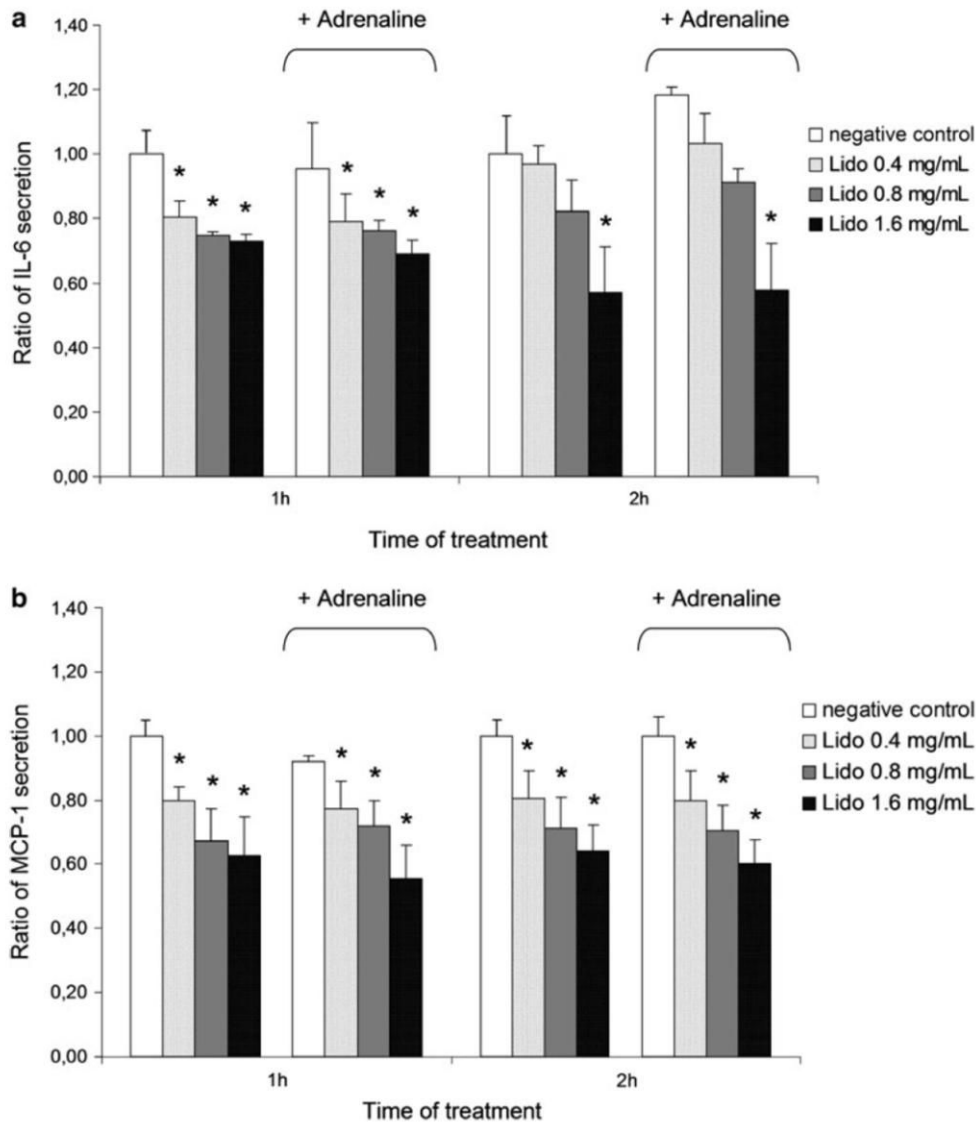 a
+ Adrenaline
+ Adrenaline
1,40
1,20
1,00
0,80
0,60
0,40
0,20
0,00
Ratio of IL-6 secretion
* * *
* * *
*
*
negative control
Lido 0.4 mg/mL
Lido 0.8 mg/mL
Lido 1.6 mg/mL
1h
2h
Time of treatment
b
+ Adrenaline
+ Adrenaline
1,40
1,20
1,00
0,80
0,60
0,40
0,20
0,00
Ratio of MCP-1 secretion
* * *
* * *
* * *
* * *
negative control
Lido 0.4 mg/mL
Lido 0.8 mg/mL
Lido 1.6 mg/mL
1h
2h
Time of treatment